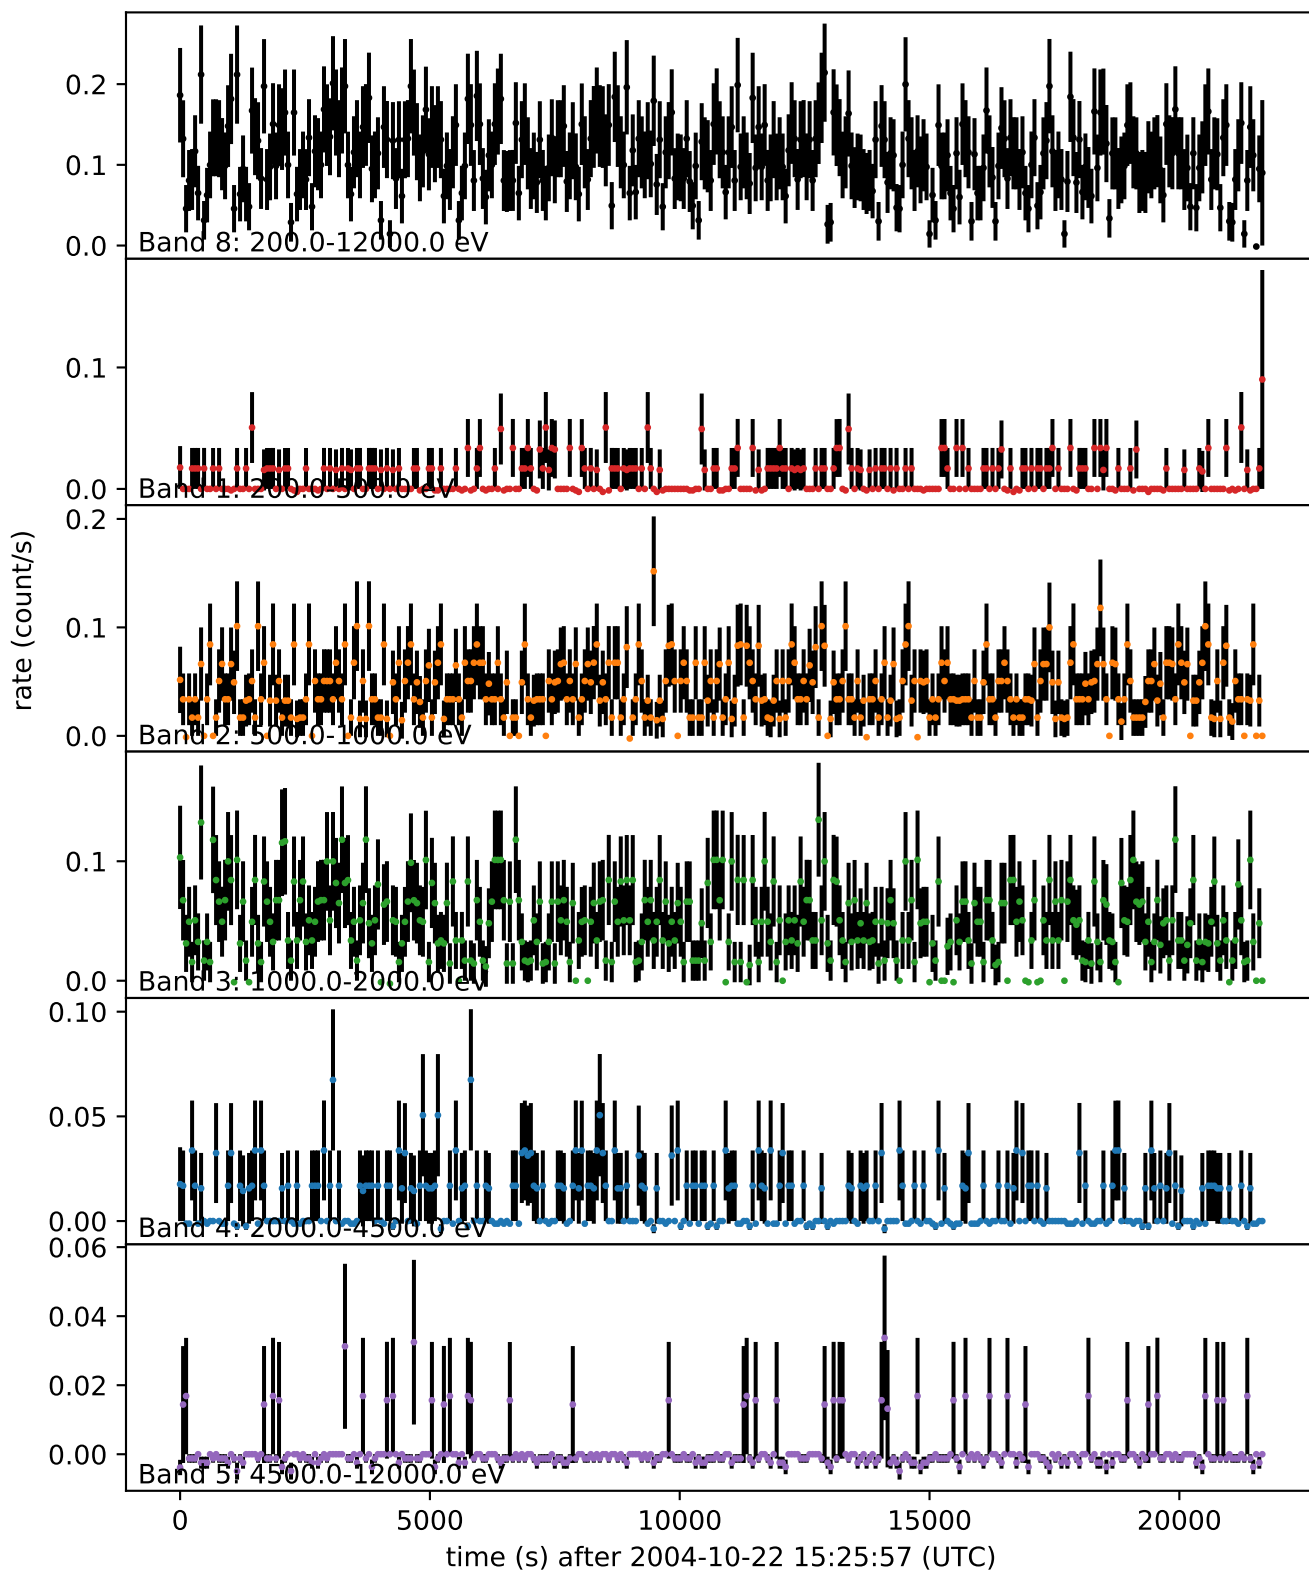 0.2
0.1
0.0
Band 8: 200.0-12000.0 eV
0.1
0.0
Band 1: 200.0-500.0 eV
0.2
0.1
0.0
Band 2: 500.0-1000.0 eV
rate (count/s)
0.1
0.0
Band 3: 1000.0-2000.0 eV
0.10
0.05
0.00
Band 4: 2000.0-4500.0 eV
0.06
0.04
0.02
0.00
Band 5: 4500.0-12000.0 eV
0 5000 10000 15000 20000
time (s) after 2004-10-22 15:25:57 (UTC)